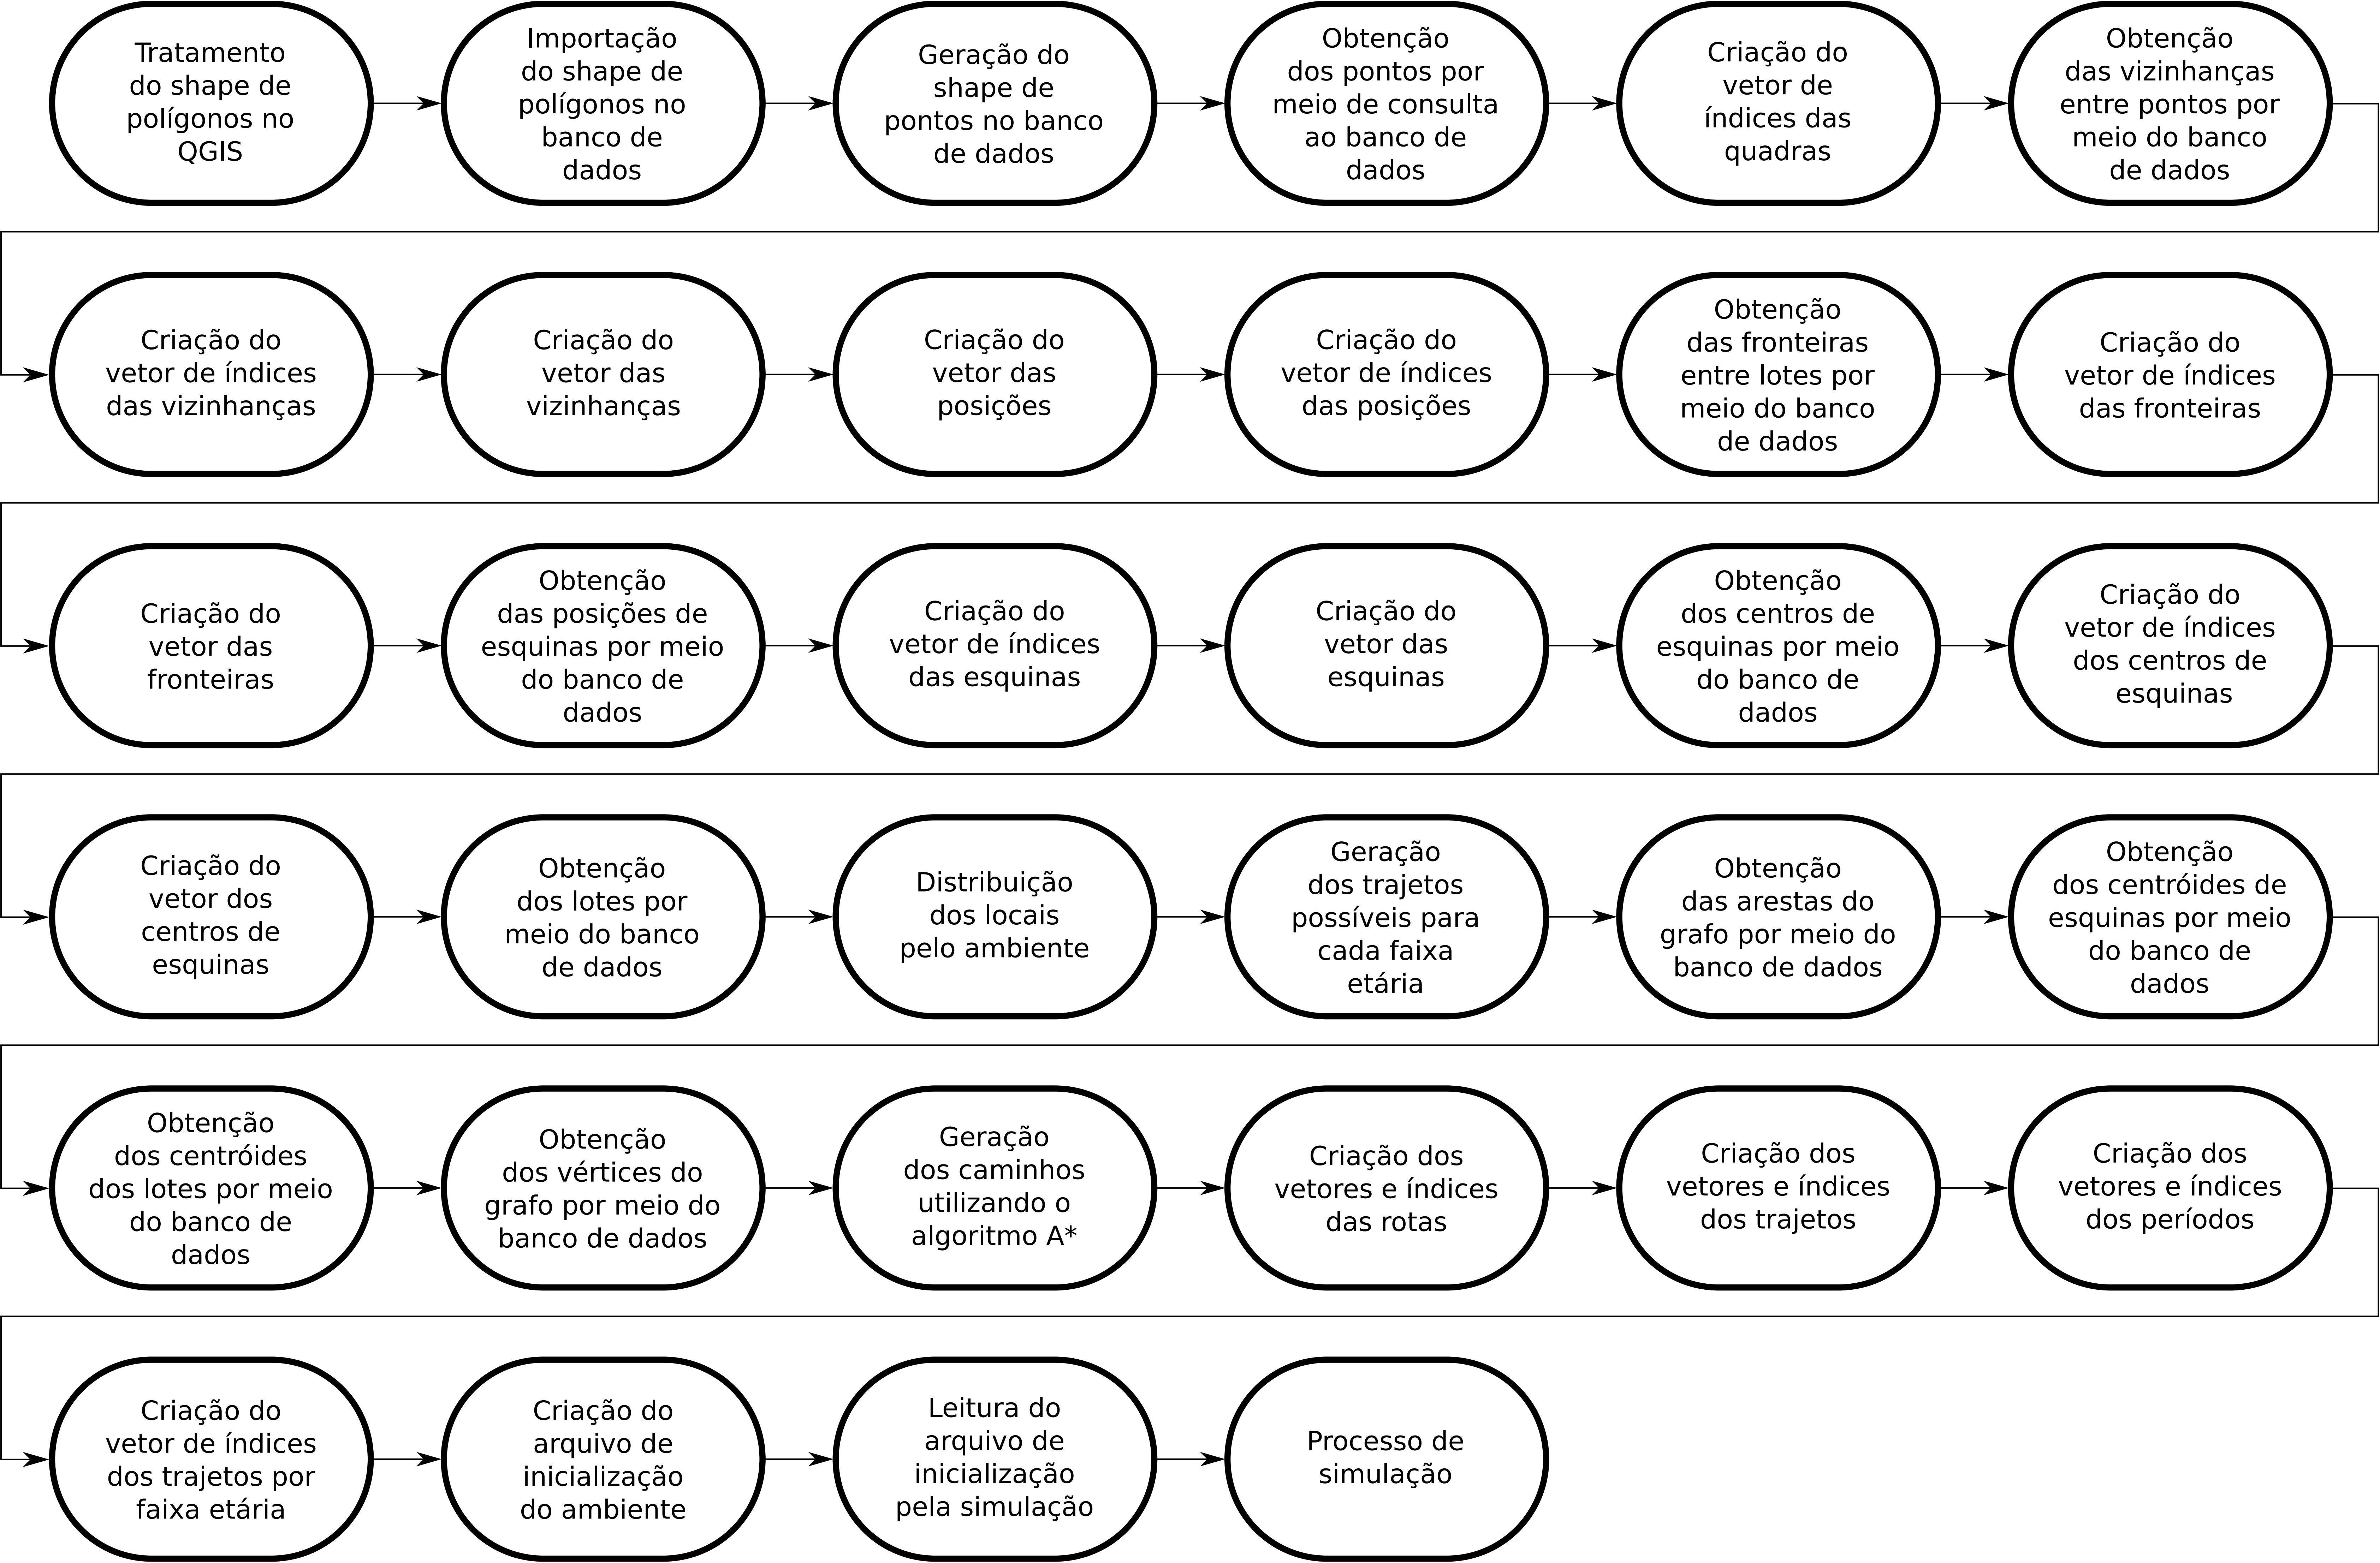 Tratamento
do shape de
polígonos no
QGIS
Importação
do shape de
polígonos no
banco de
dados
Geração do
shape de
pontos no banco
de dados
Obtenção
dos pontos por
meio de consulta
ao banco de
dados
Criação do
vetor de
índices das
quadras
Obtenção
das vizinhanças
entre pontos por
meio do banco
de dados
Criação do
vetor de índices
das vizinhanças
Criação do
vetor das
vizinhanças
Criação do
vetor das
posições
Criação do
vetor de índices
das posições
Obtenção
das fronteiras
entre lotes por
meio do banco
de dados
Criação do
vetor de índices
das fronteiras
Criação do
vetor das
fronteiras
Obtenção
das posições de
esquinas por meio
do banco de
dados
Criação do
vetor de índices
das esquinas
Criação do
vetor das
esquinas
Obtenção
dos centros de
esquinas por meio
do banco de
dados
Criação do
vetor de índices
dos centros de
esquinas
Criação do
vetor dos
centros de
esquinas
Obtenção
dos lotes por
meio do banco
de dados
Distribuição
dos locais
pelo ambiente
Geração
dos trajetos
possíveis para
cada faixa
etária
Obtenção
das arestas do
grafo por meio do
banco de dados
Obtenção
dos centróides de
esquinas por meio
do banco de
dados
Obtenção
dos centróides
dos lotes por meio
do banco de
dados
Obtenção
dos vértices do
grafo por meio do
banco de dados
Geração
dos caminhos
utilizando o
algoritmo A*
Criação dos
vetores e índices
das rotas
Criação dos
vetores e índices
dos trajetos
Criação dos
vetores e índices
dos períodos
Criação do
vetor de índices
dos trajetos por
faixa etária
Criação do
arquivo de
inicialização
do ambiente
Leitura do
arquivo de
inicialização
pela simulação
Processo de
simulação